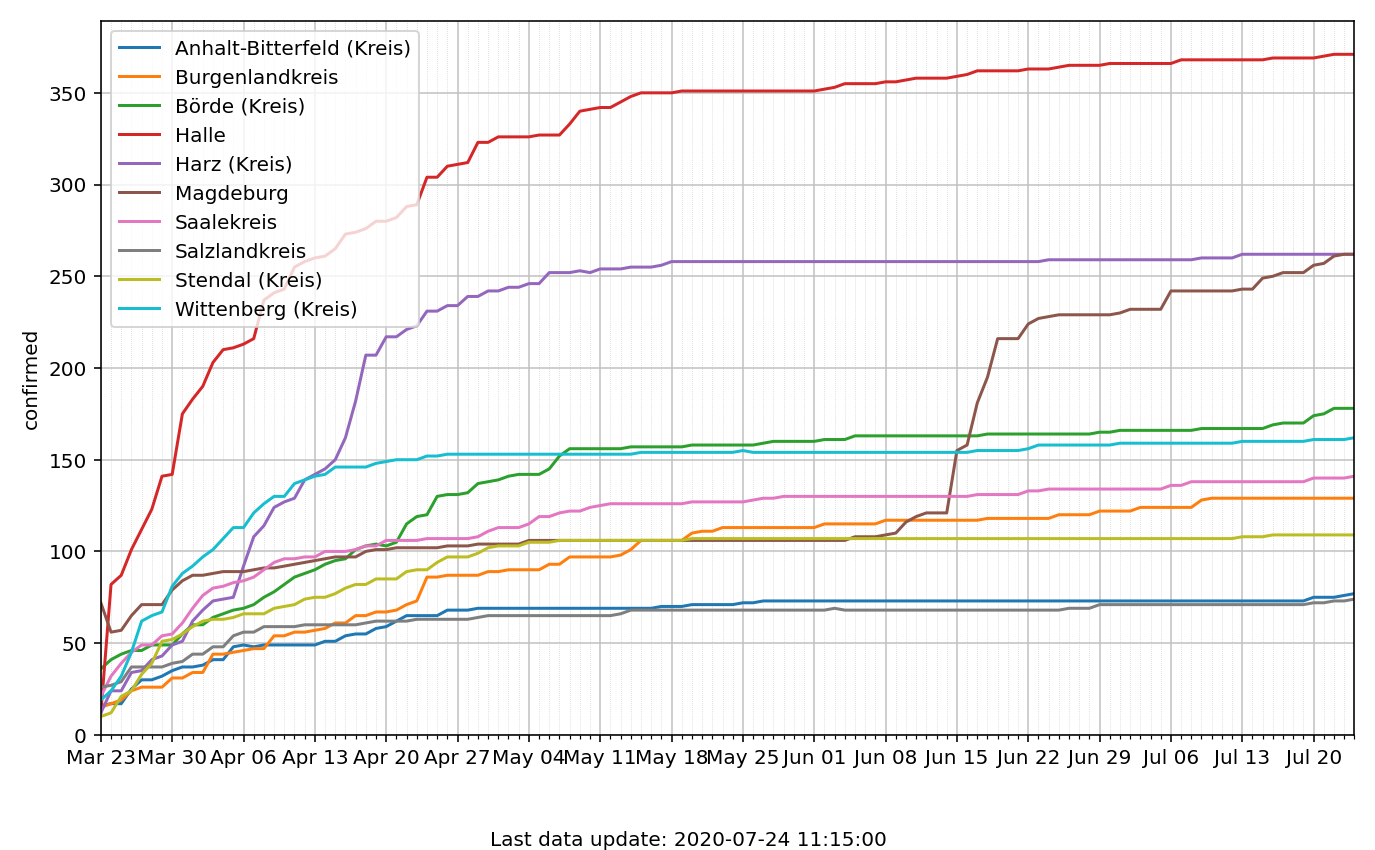 Anhalt-Bitterfeld (Kreis)
Burgenlandkreis
Börde (Kreis)
Halle
Harz (Kreis)
Magdeburg
Saalekreis
Salzlandkreis
Stendal (Kreis)
Wittenberg (Kreis)
confirmed
350
300
250
200
150
100
50
0
Mar 23 Mar 30 Apr 06 Apr 13 Apr 20 Apr 27 May 04 May 11 May 18 May 25 Jun 01 Jun 08 Jun 15 Jun 22 Jun 29 Jul 06 Jul 13 Jul 20
Last data update: 2020-07-24 11:15:00